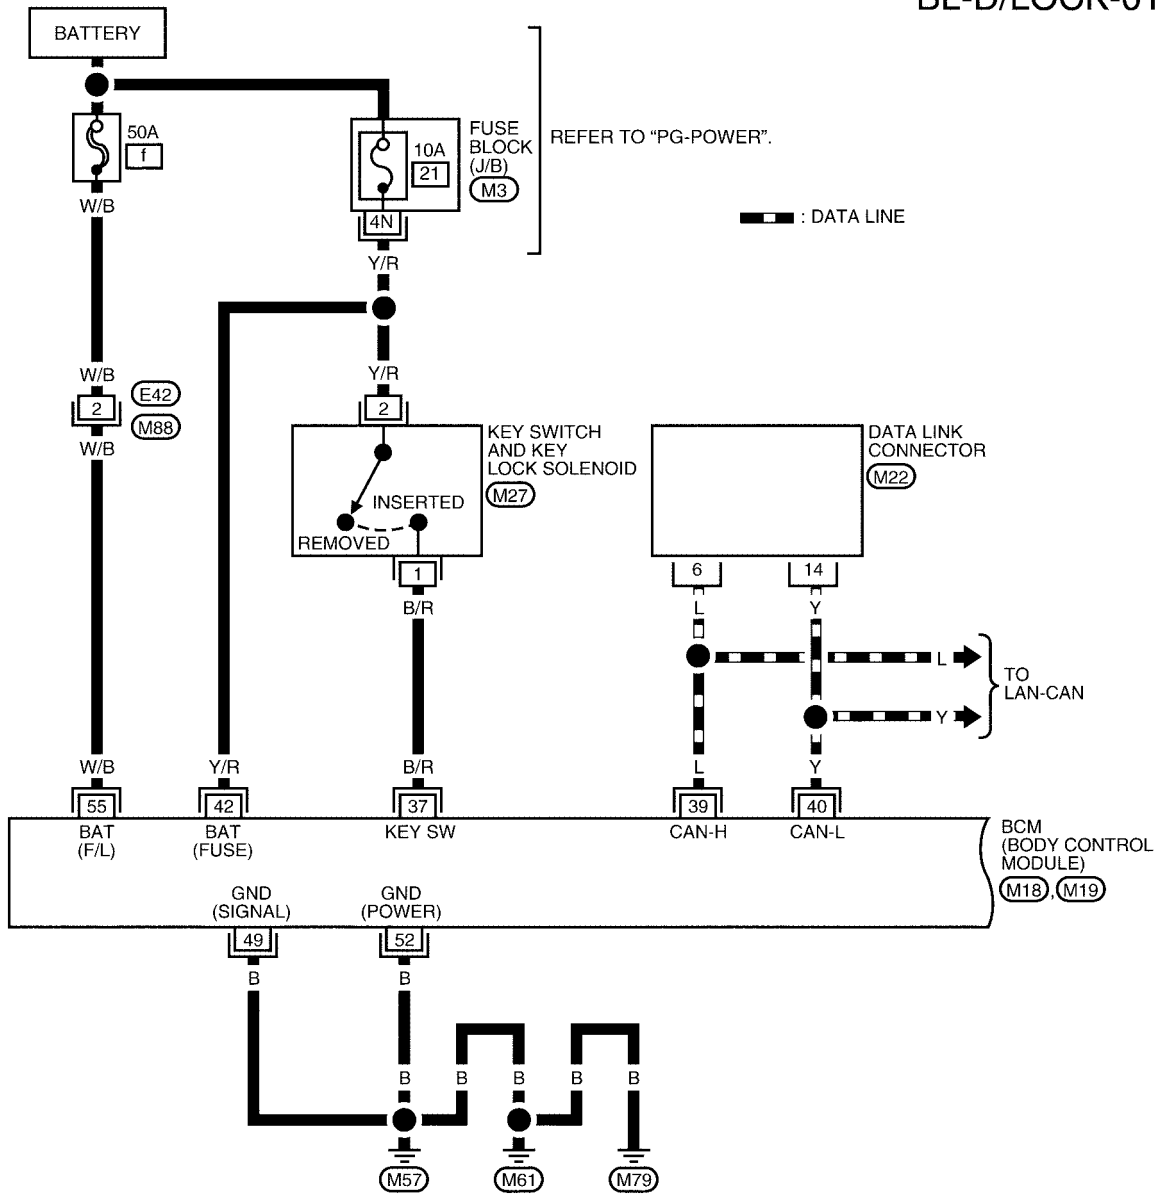 BE-D/LOCK-01
BATTERY
50A
f
10A
21
FUSE
BLOCK
(J/B)
M3
REFER TO “PG-POWER”.
: DATA LINE
4N
W/B
Y/R
W/B
2
E42
M88
W/B
Y/R
2
KEY SWITCH
AND KEY
LOCK SOLENOID
M27
INSERTED
REMOVED
1
DATA LINK
CONNECTOR
M22
6
14
B/R
L
Y
L
Y
TO
LAN-CAN
W/B
Y/R
B/R
L
Y
55
42
37
39
40
BAT
(F/L)
BAT
(FUSE)
KEY SW
CAN-H
CAN-L
BCM
(BODY CONTROL
MODULE)
M18 , M19
GND
(SIGNAL)
GND
(POWER)
49
52
B
B
B
B
B
B
B
M57
M61
M79